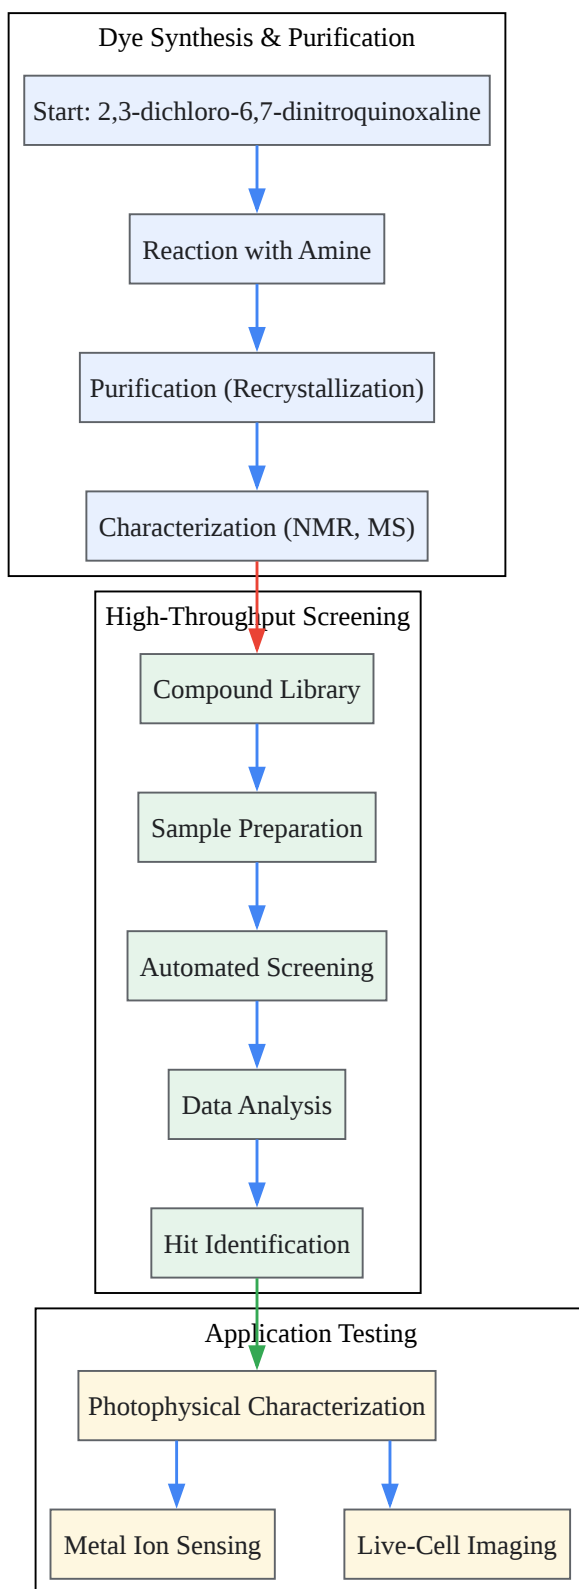 Dye Synthesis & Purification
Start: 2,3-dichloro-6,7-dinitroquinoxaline
Reaction with Amine
Purification (Recrystallization)
Characterization (NMR, MS)
High-Throughput Screening
Compound Library
Sample Preparation
Automated Screening
Data Analysis
Hit Identification
Application Testing
Photophysical Characterization
Metal Ion Sensing
Live-Cell Imaging